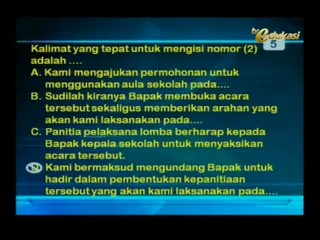 tv edukasi
5
Kalimat yang tepat untuk mengisi nomor (2)
adalah ....
A. Kami mengajukan permohonan untuk
menggunakan aula sekolah pada....
B. Sudilah kiranya Bapak membuka acara
tersebut sekaligus memberikan arahan yang
akan kami laksanakan pada ....
C. Panitia pelaksana lomba berharap kepada
Bapak kepala sekolah untuk menyaksikan
acara tersebut.
D. Kami bermaksud mengundang Bapak untuk
hadir dalam pembentukan kepanitiaan
tersebut yang akan kami laksanakan pada....